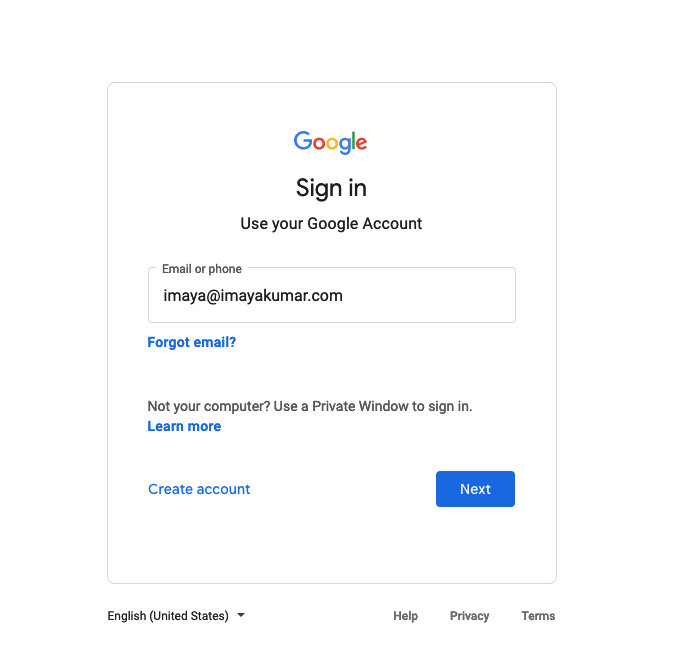 Google
Sign in
Use your Google Account
Email or phone
imaya@imayakumar.com
Forgot email?
Not your computer? Use a Private Window to sign in.
Learn more
Create account
Next
English (United States)
Help
Privacy
Terms